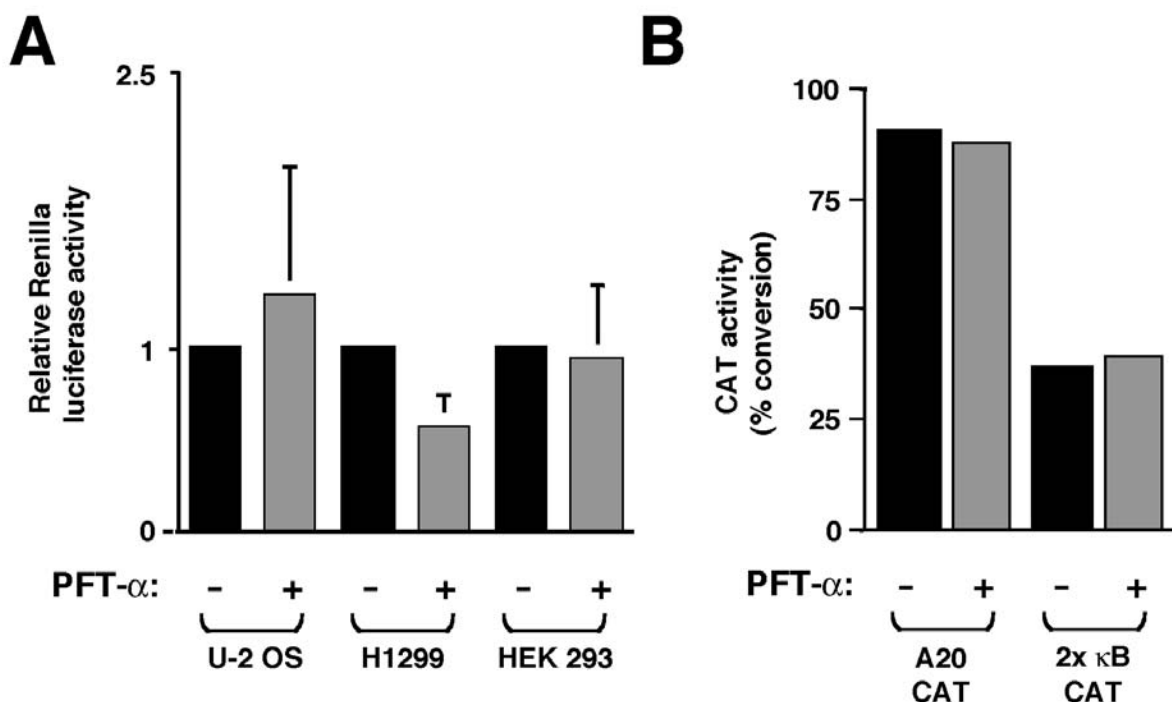 A
2.5
1
0
Relative Renilla
luciferase activity
PFT-α: - + - + - +
U-2 OS H1299 HEK 293
B
100
75
50
25
0
CAT activity
(% conversion)
PFT-α: - + - +
A20 2x κB
CAT CAT